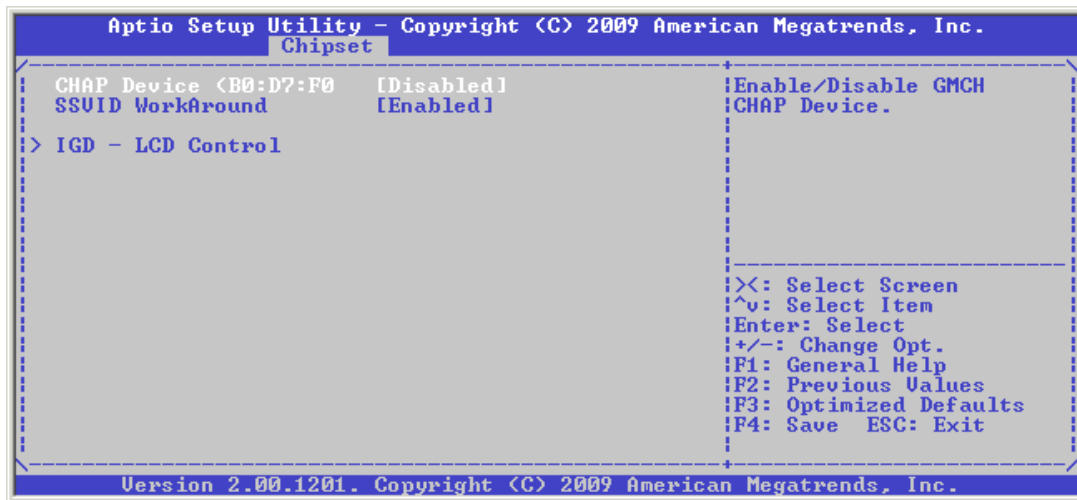 Aptio Setup Utility - Copyright (C) 2009 American Megatrends, Inc.
Chipset
CHAP Device (B0:D7:F0 [Disabled]
SSVID WorkAround [Enabled]
> IGD - LCD Control
Enable/Disable GMCH
CHAP Device.
><: Select Screen
^v: Select Item
Enter: Select
+/-: Change Opt.
F1: General Help
F2: Previous Values
F3: Optimized Defaults
F4: Save ESC: Exit
Version 2.00.1201. Copyright (C) 2009 American Megatrends, Inc.